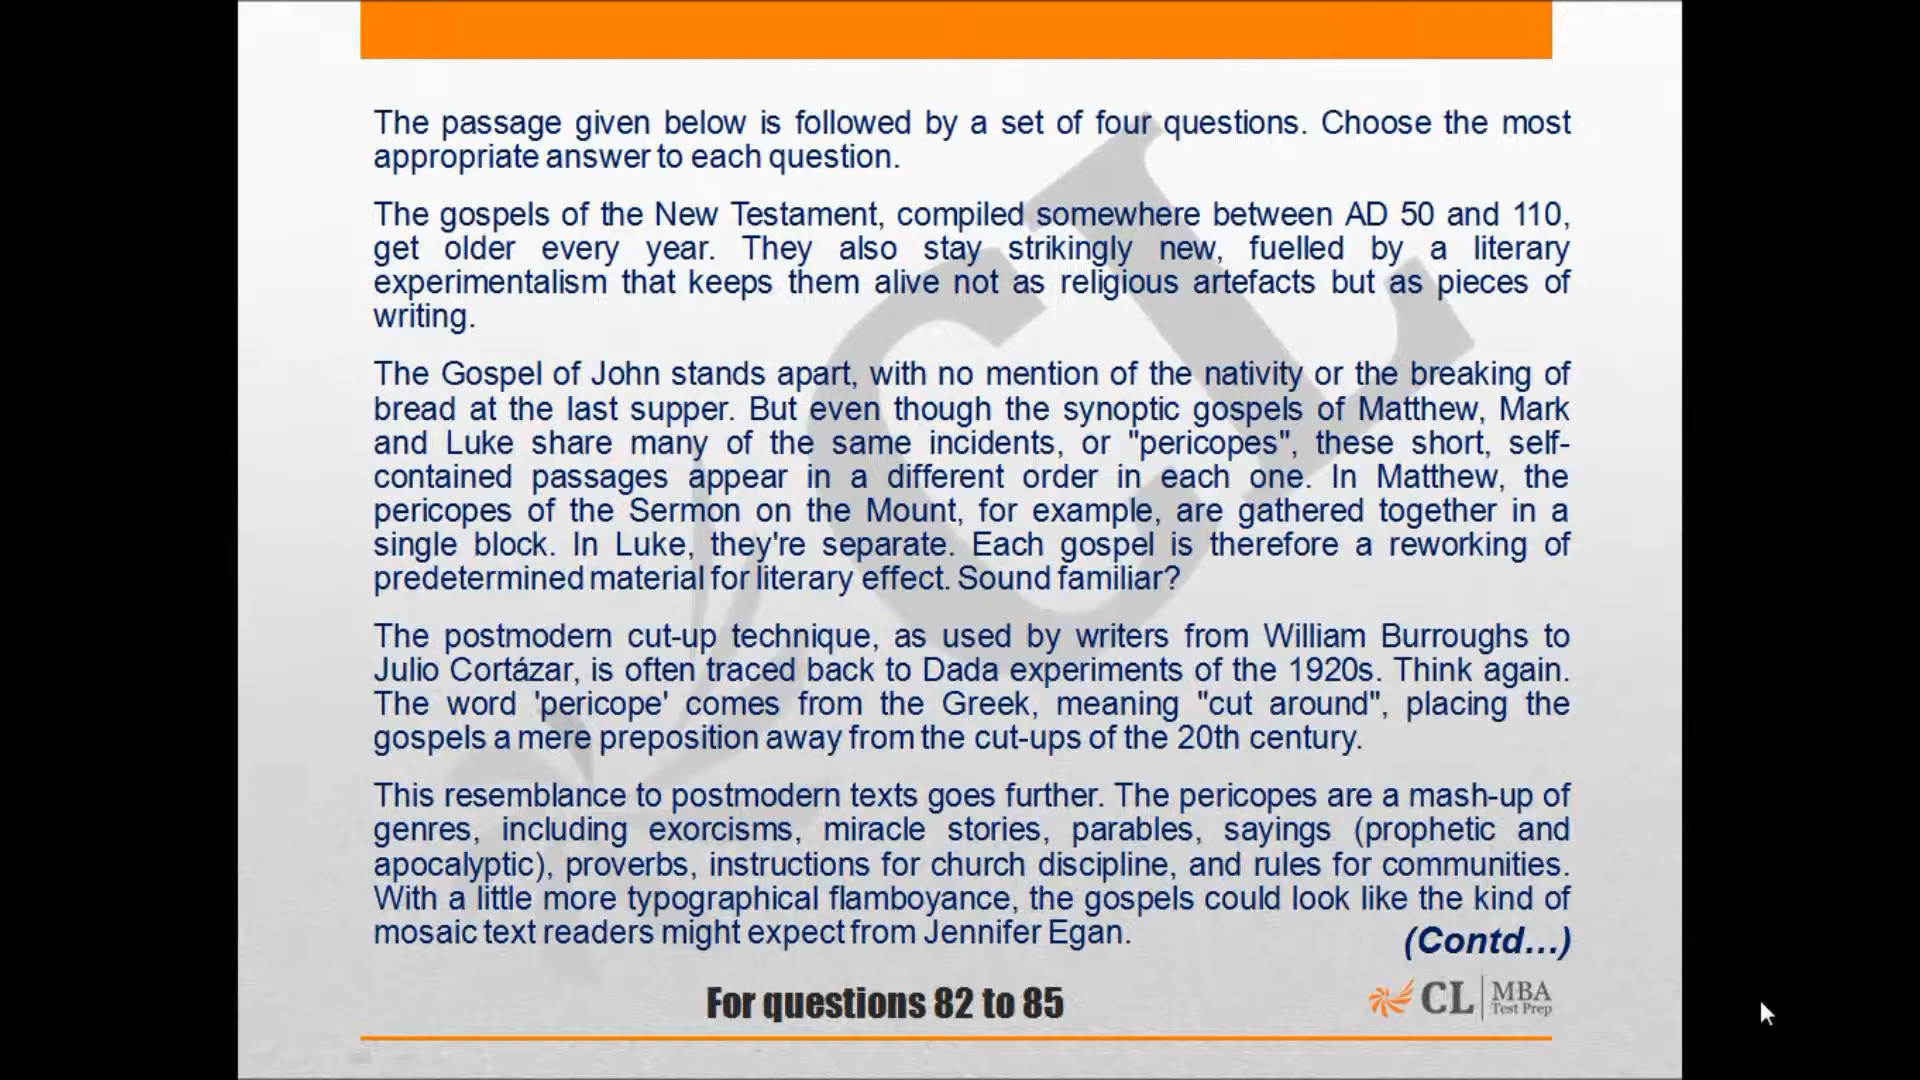 The passage given below is followed by a set of four questions. Choose the most
appropriate answer to each question.
The gospels of the New Testament, compiled somewhere between AD 50 and 110,
get older every year. They also stay strikingly new, fuelled by a literary
experimentalism that keeps them alive not as religious artefacts but as pieces of
writing.
The Gospel of John stands apart, with no mention of the nativity or the breaking of
bread at the last supper. But even though the synoptic gospels of Matthew, Mark
and Luke share many of the same incidents, or "pericopes", these short, self-
contained passages appear in a different order in each one. In Matthew, the
pericopes of the Sermon on the Mount, for example, are gathered together in a
single block. In Luke, they're separate. Each gospel is therefore a reworking of
predetermined material for literary effect. Sound familiar?
The postmodern cut-up technique, as used by writers from William Burroughs to
Julio Cortázar, is often traced back to Dada experiments of the 1920s. Think again.
The word 'pericope' comes from the Greek, meaning "cut around", placing the
gospels a mere preposition away from the cut-ups of the 20th century.
This resemblance to postmodern texts goes further. The pericopes are a mash-up of
genres, including exorcisms, miracle stories, parables, sayings (prophetic and
apocalyptic), proverbs, instructions for church discipline, and rules for communities.
With a little more typographical flamboyance, the gospels could look like the kind of
mosaic text readers might expect from Jennifer Egan.
(Contd...)
For questions 82 to 85
CL MBA
Test Prep
CL